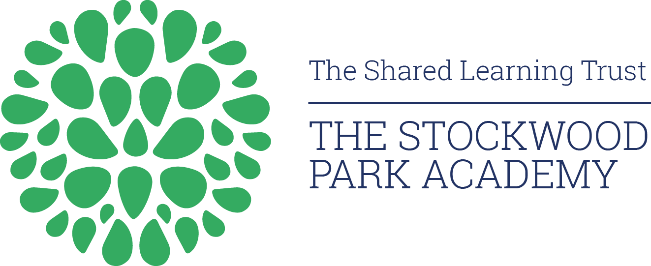 The Shared Learning Trust
THE STOCKWOOD
PARK ACADEMY